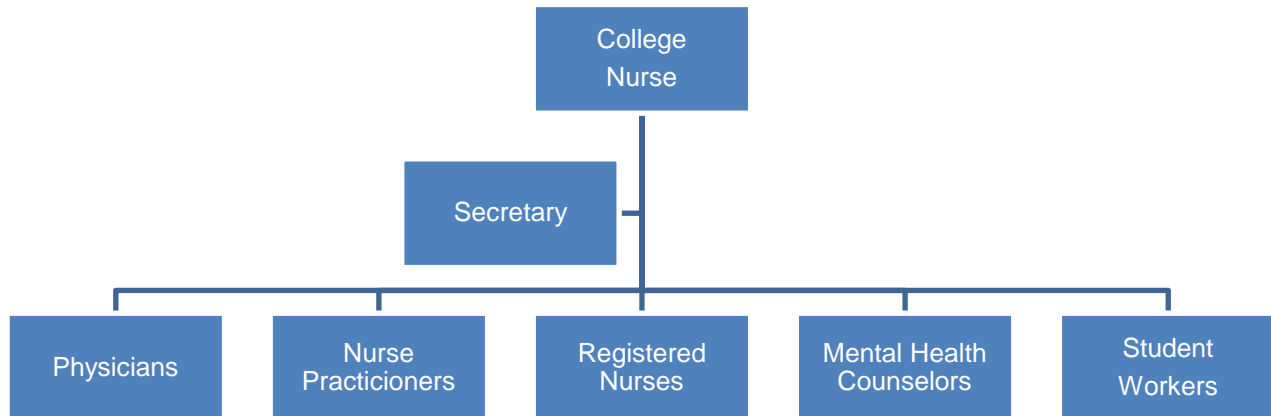 College
Nurse
Secretary
Physicians
Nurse
Practicioners
Registered
Nurses
Mental Health
Counselors
Student
Workers